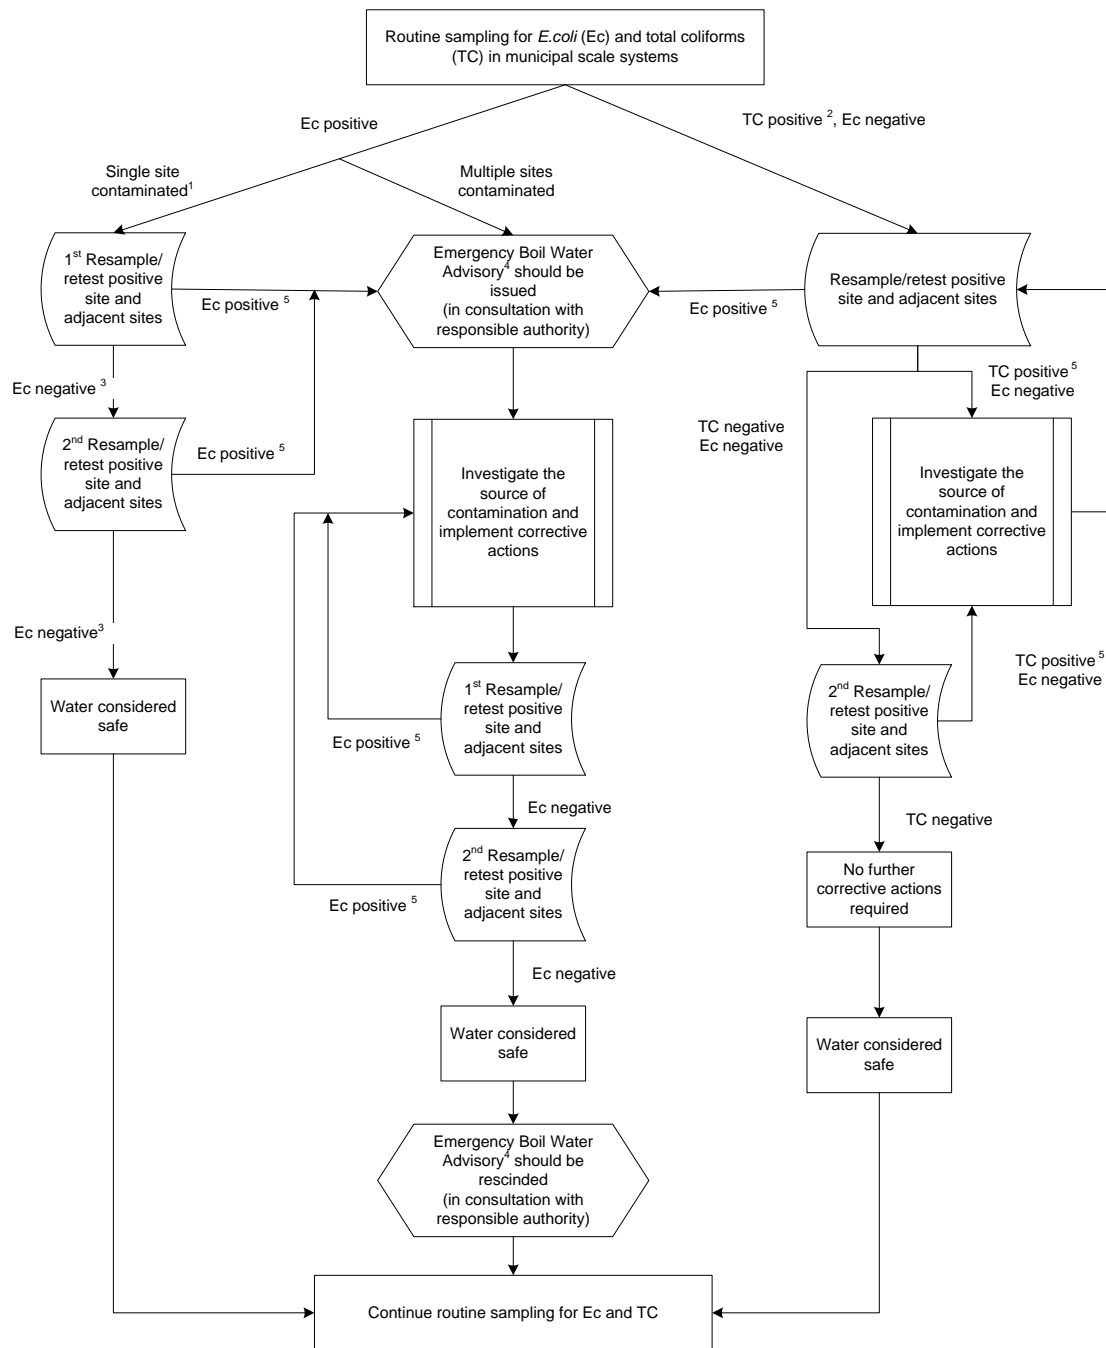 Routine sampling for E.coli (Ec) and total coliforms
(TC) in municipal scale systems
Ec positive
TC positive ², Ec negative
Single site
contaminated¹
Multiple sites
contaminated
1st Resample/
retest positive
site and
adjacent sites
Ec positive ⁵
Emergency Boil Water
Advisory⁴ should be
issued
(in consultation with
responsible authority)
Ec positive ⁵
Resample/retest positive
site and adjacent sites
Ec negative ³
TC positive ⁵
Ec negative
TC negative
Ec negative
2nd Resample/
retest positive
site and
adjacent sites
Ec positive ⁵
Investigate the
source of
contamination and
implement corrective
actions
Investigate the
source of
contamination and
implement corrective
actions
Ec negative³
TC positive ⁵
Ec negative
Water considered
safe
1st Resample/
retest positive
site and
adjacent sites
Ec positive ⁵
2nd Resample/
retest positive
site and
adjacent sites
Ec negative
TC negative
2nd Resample/
retest positive
site and
adjacent sites
Ec positive ⁵
No further
corrective actions
required
Ec negative
Water considered
safe
Water considered
safe
Emergency Boil Water
Advisory⁴ should be
rescinded
(in consultation with
responsible authority)
Continue routine sampling for Ec and TC